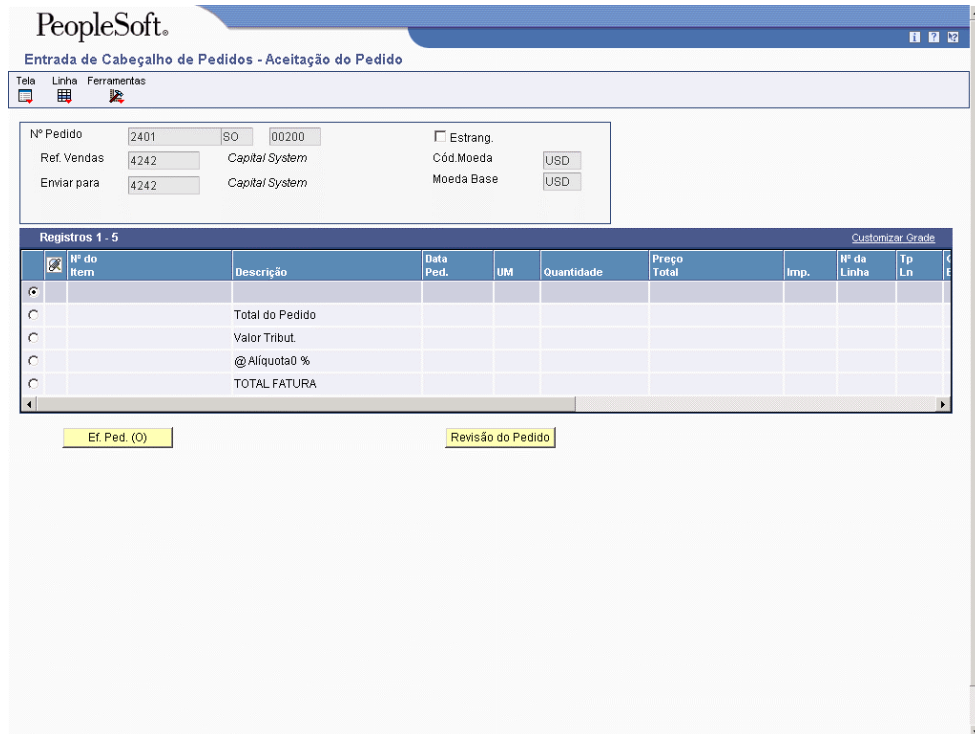 PeopleSoft.
Entrada de Cabeçalho de Pedidos - Aceitação do Pedido
Tela Linha Ferramentas
Nº Pedido 2401 SO 00200 Estrang.
Ref. Vendas 4242 Capital System Cód.Moeda USD
Enviar para 4242 Capital System Moeda Base USD
Registros 1 - 5 Customizar Grade
Nº do Item Descrição Data Ped. UM Quantidade Preço Total Imp. Nº da Linha Tp Ln
Total do Pedido
Valor Tribut.
@ Alíquota0 %
TOTAL FATURA
Ef. Ped. (O) Revisão do Pedido